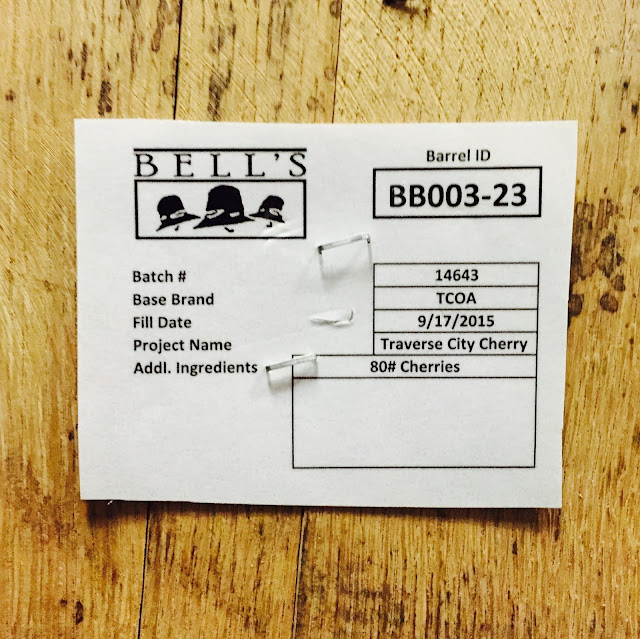 BELL'S
Barrel ID
BB003-23
Batch # 14643
Base Brand TCOA
Fill Date 9/17/2015
Project Name Traverse City Cherry
Addl. Ingredients 80# Cherries